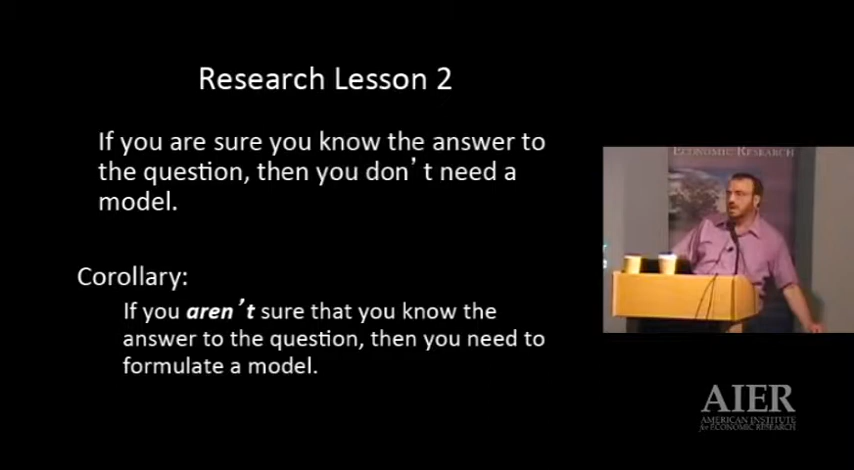 Research Lesson 2
If you are sure you know the answer to
the question, then you don’t need a
model.
Corollary:
If you aren’t sure that you know the
answer to the question, then you need to
formulate a model.
ECONOMIC RESEARCH
AIER
AMERICAN INSTITUTE
for ECONOMIC RESEARCH